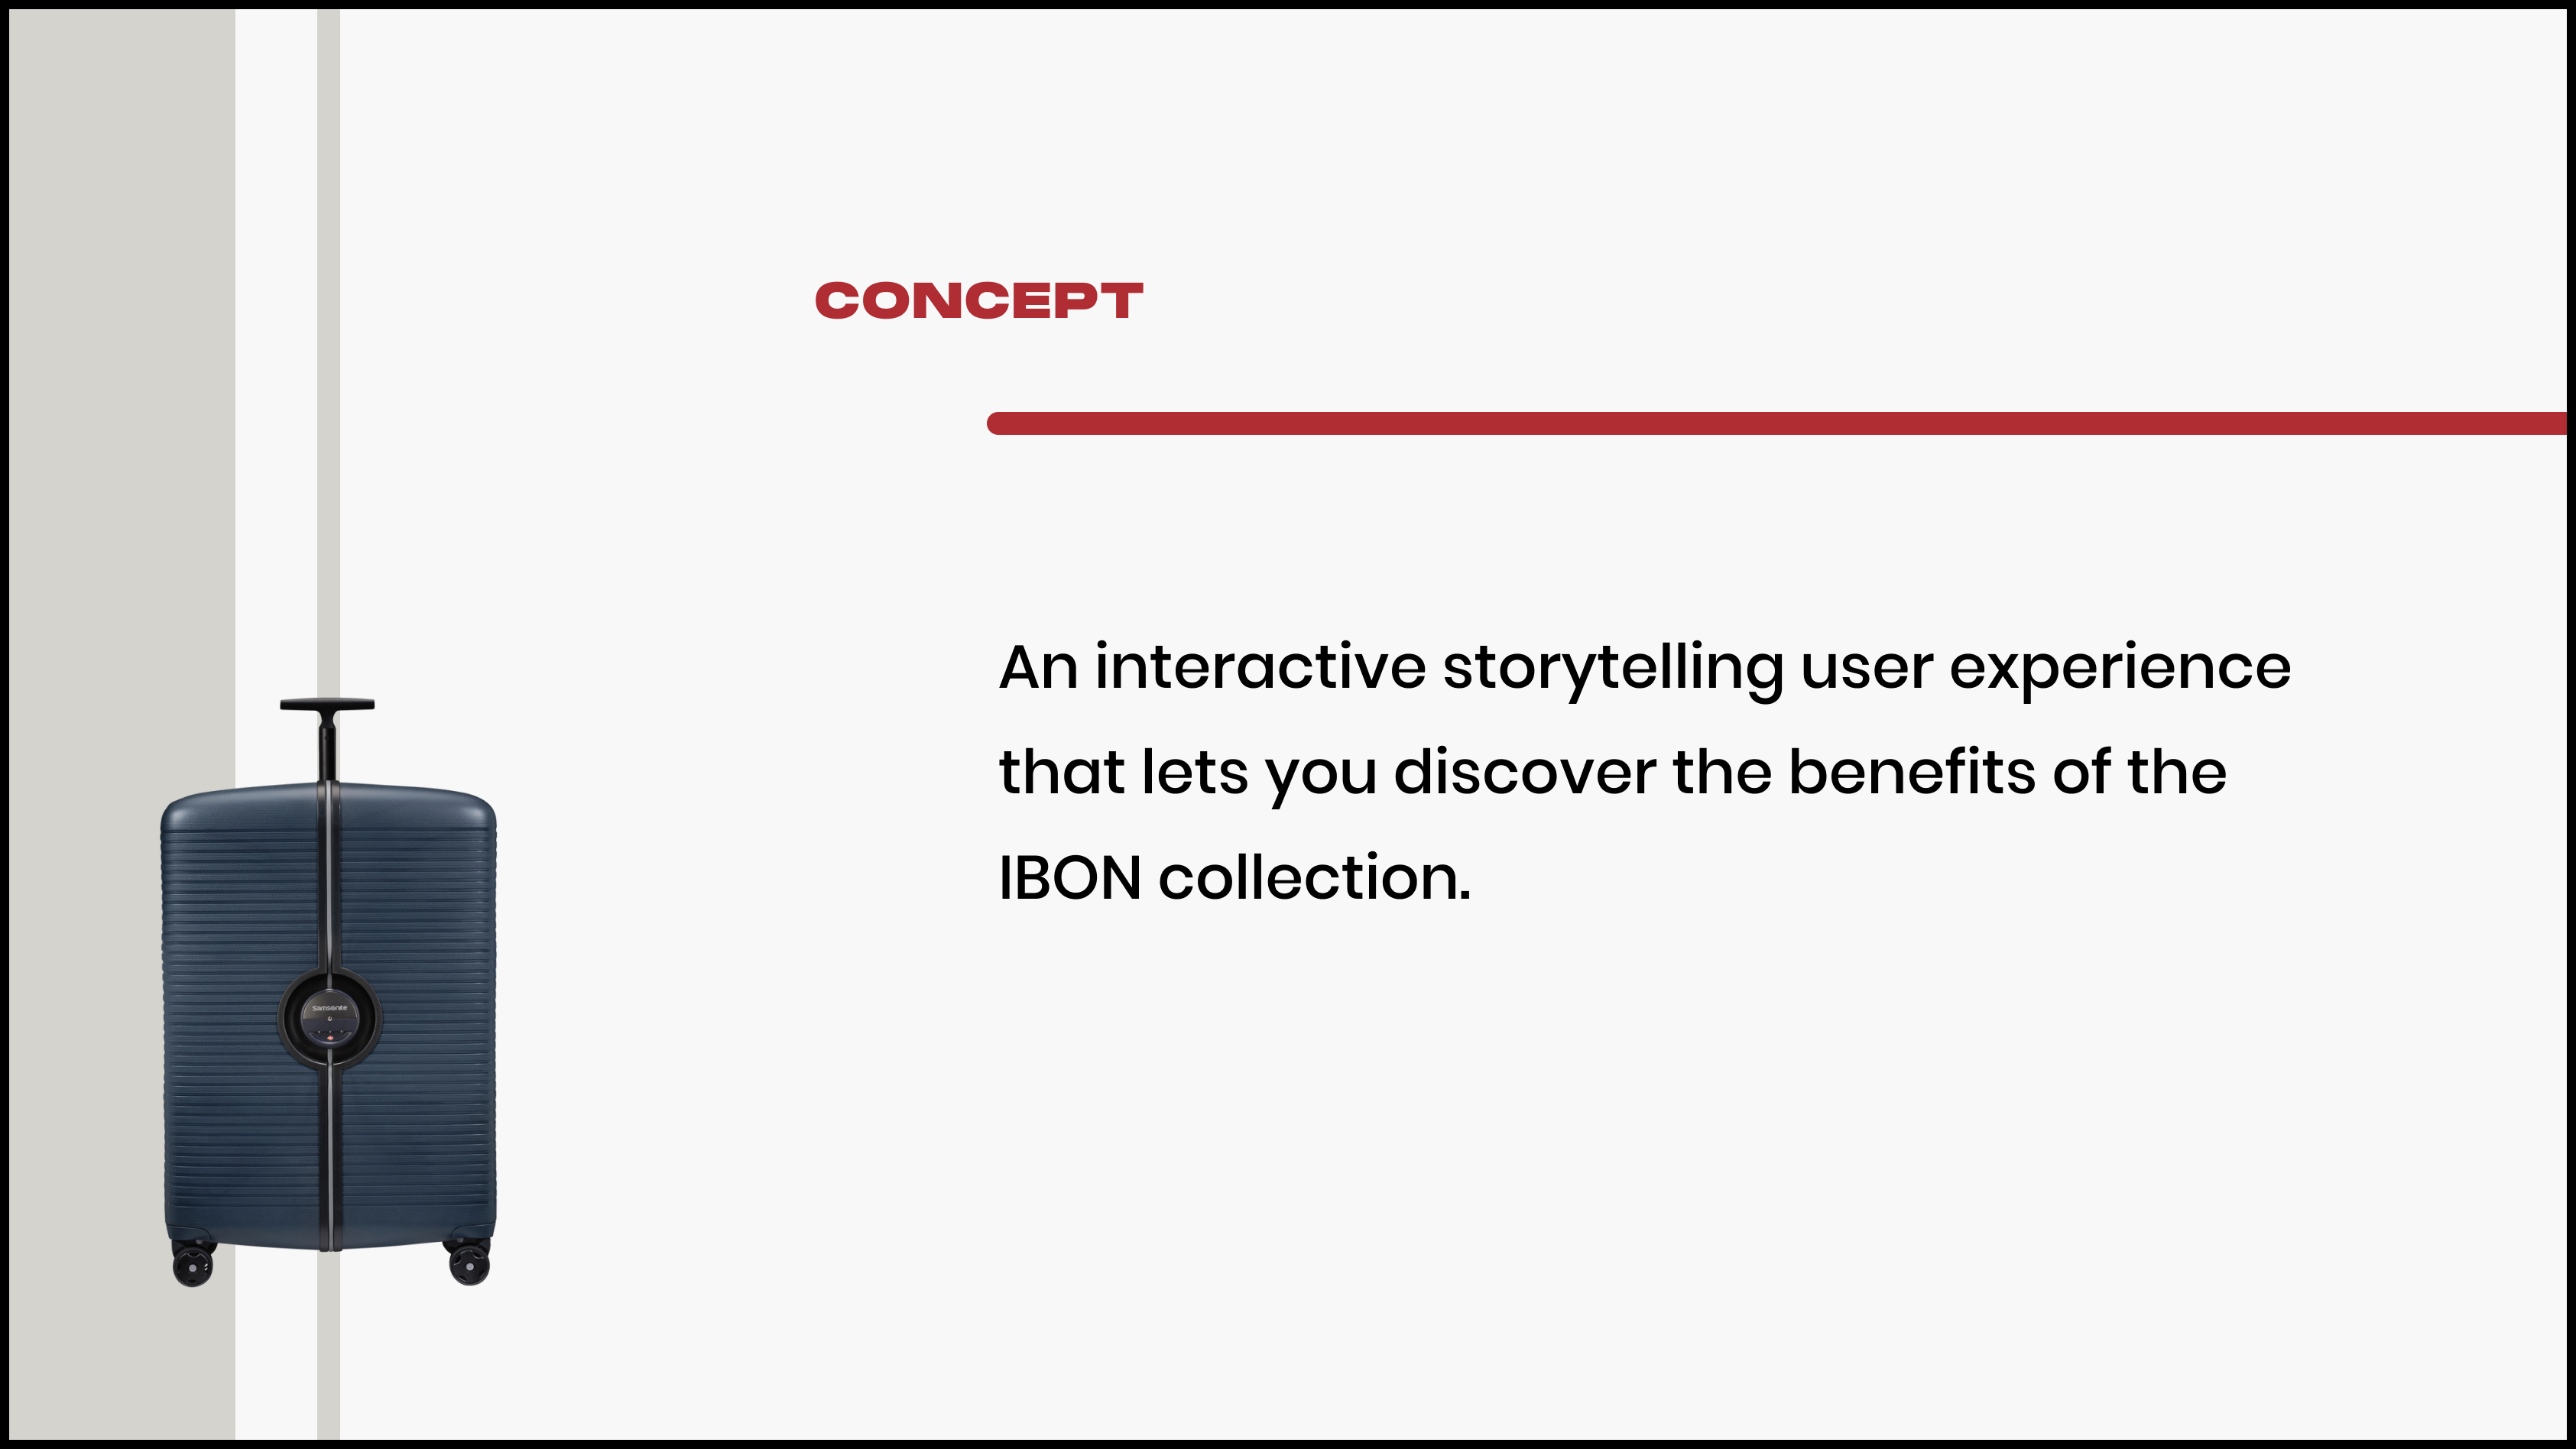 CONCEPT
An interactive storytelling user experience
that lets you discover the benefits of the
IBON collection.
Samsonite